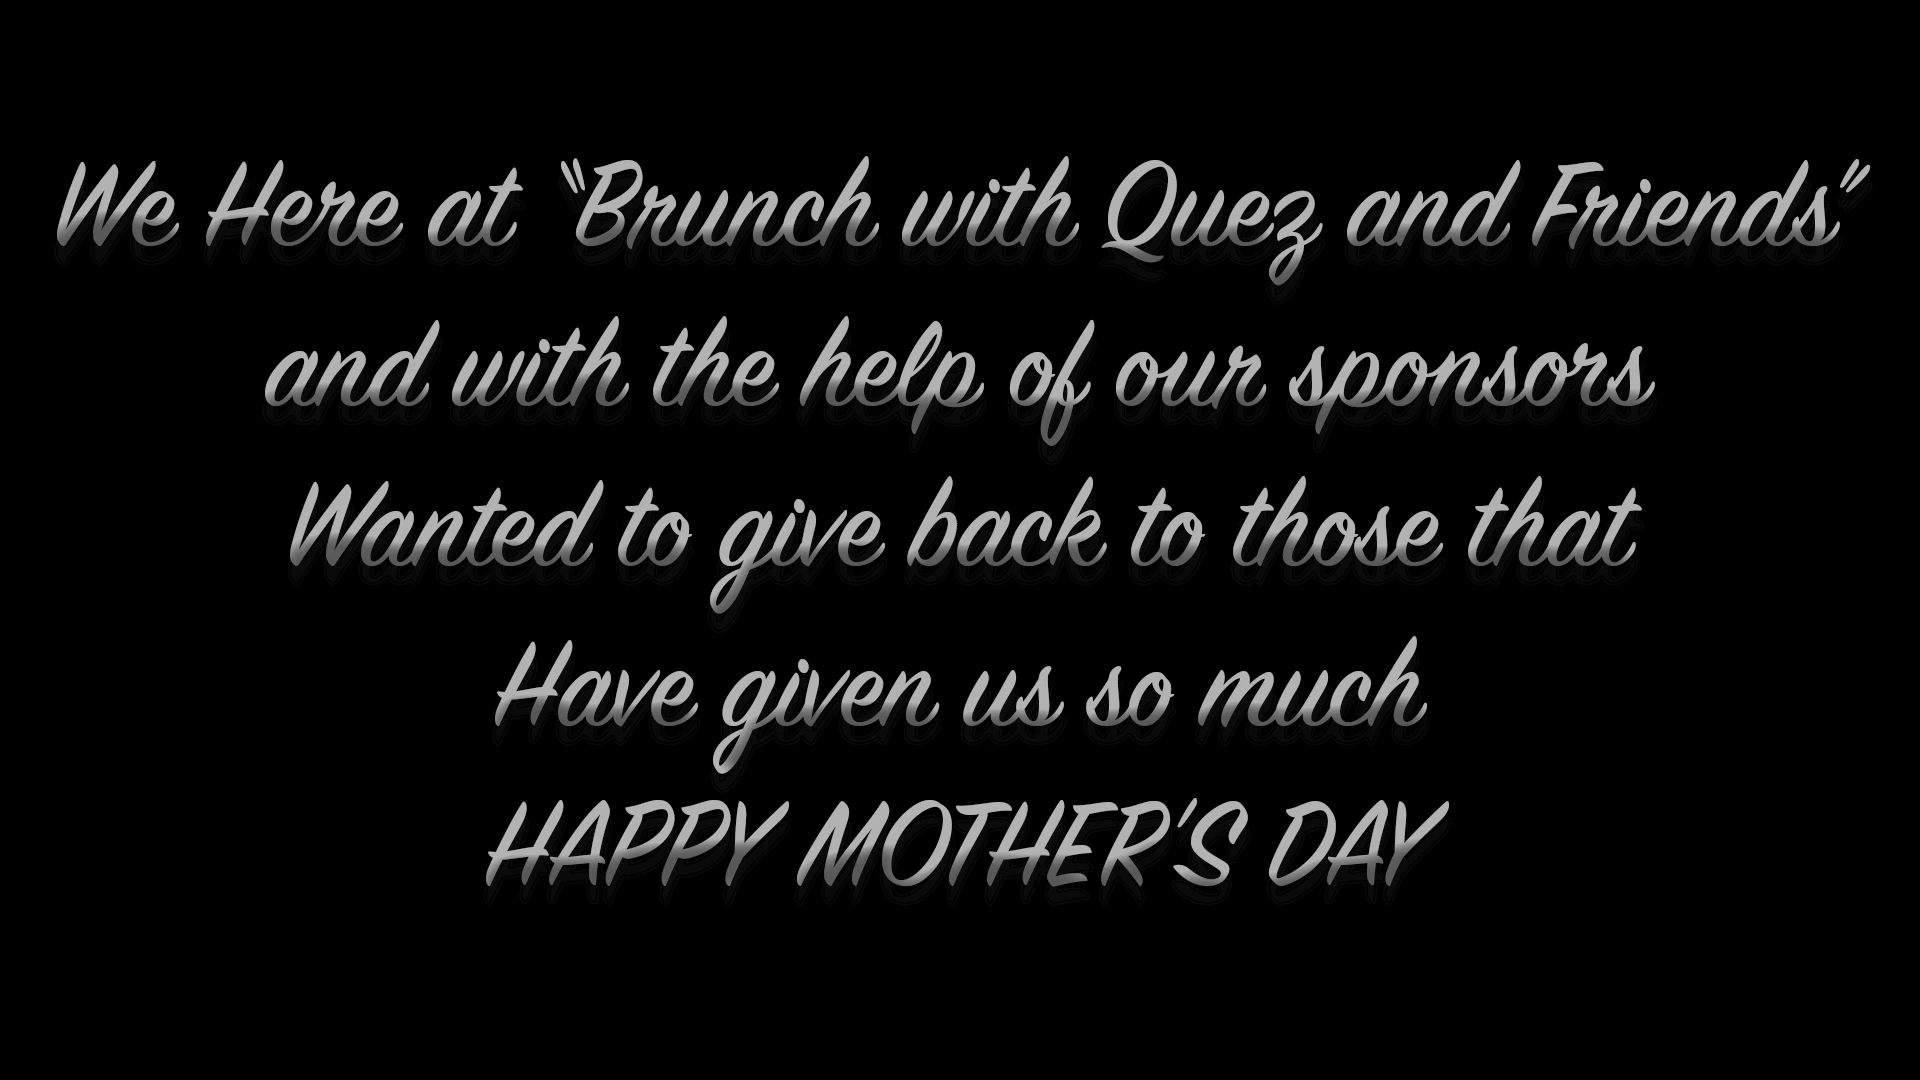 We Here at “Brunch with Quez and Friends”
and with the help of our sponsors
Wanted to give back to those that
Have given us so much
HAPPY MOTHER'S DAY